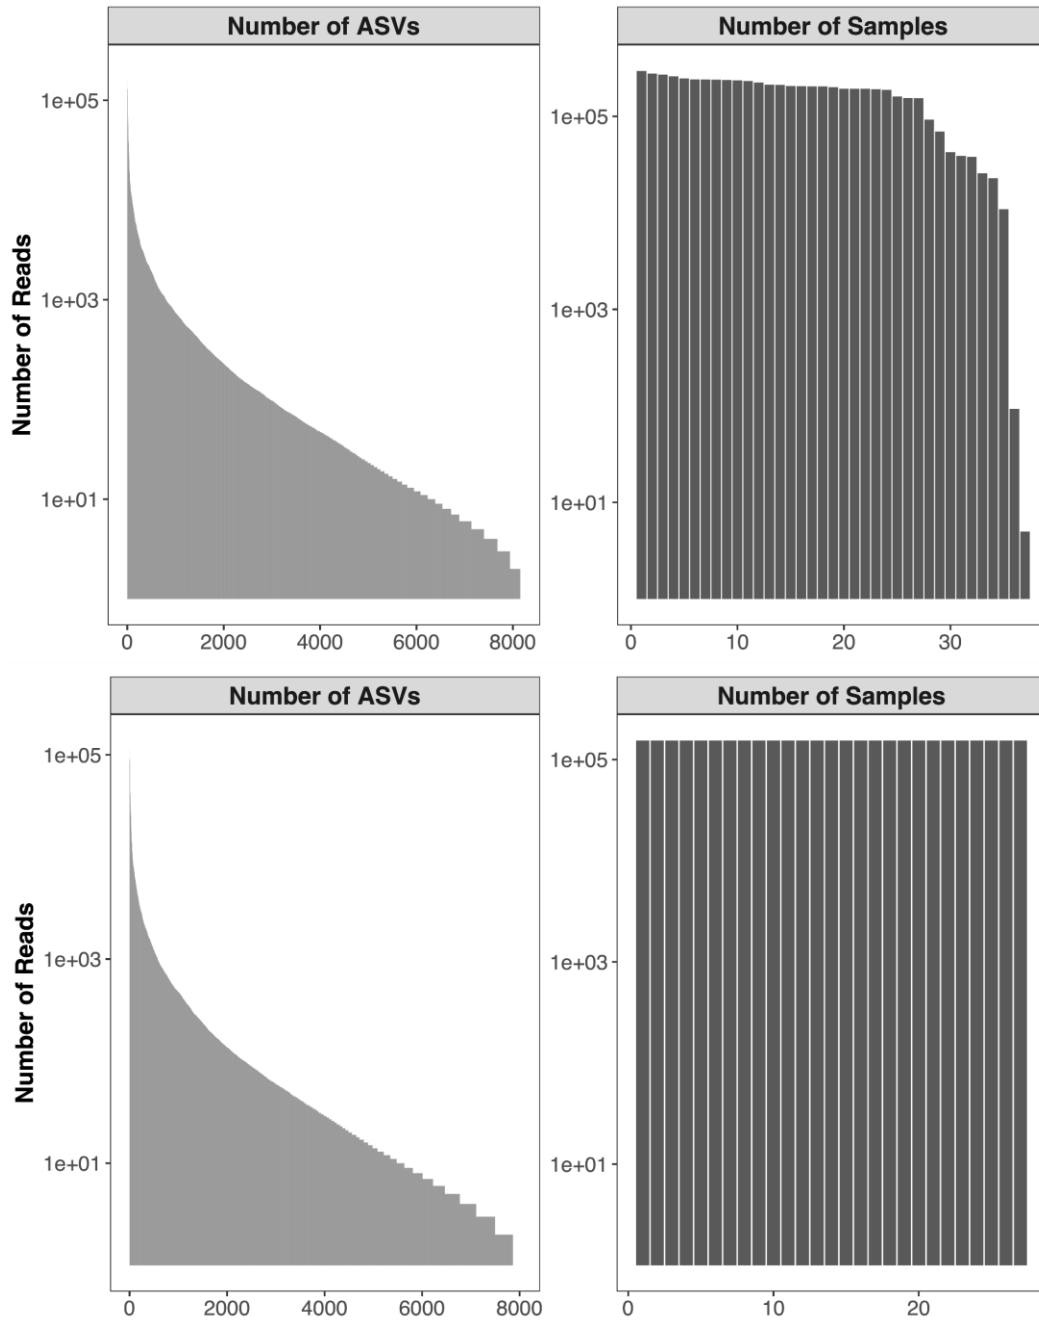 Number of ASVs
Number of Samples
Number of Reads
1e+05
1e+03
1e+01
0 2000 4000 6000 8000
1e+05
1e+03
1e+01
0 10 20 30
Number of ASVs
Number of Samples
Number of Reads
1e+05
1e+03
1e+01
0 2000 4000 6000 8000
1e+05
1e+03
1e+01
0 10 20